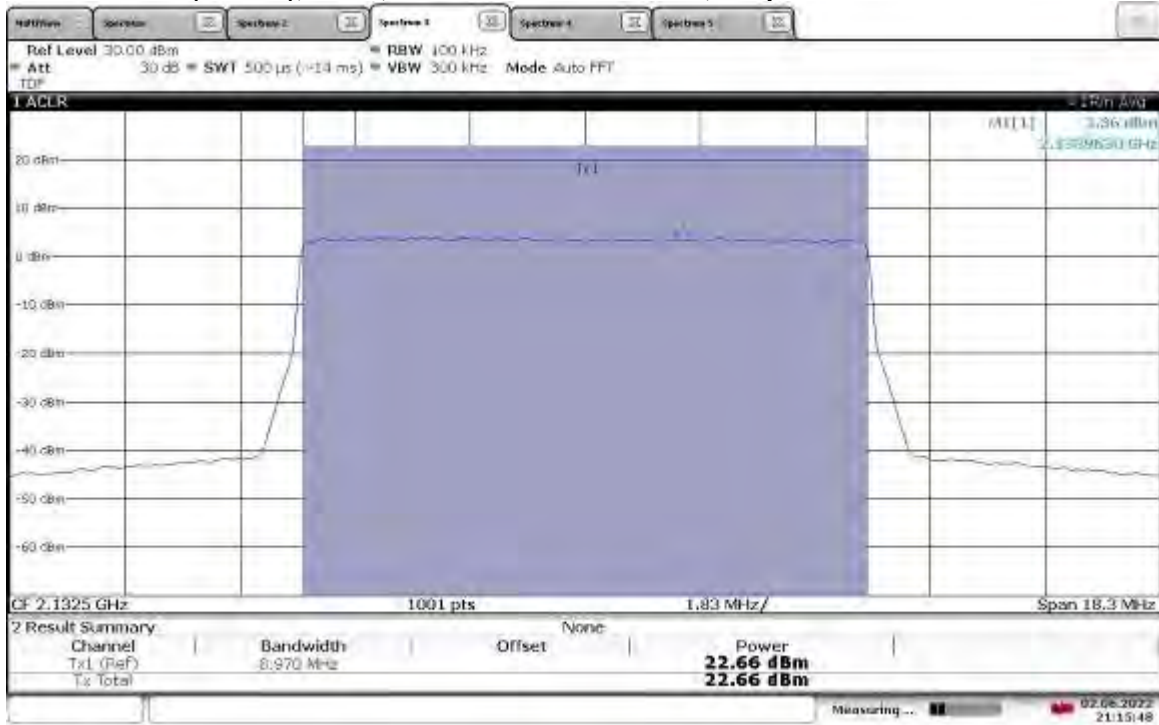 MultiView Spectrum Spectrum 2 Spectrum 3 Spectrum 4 Spectrum 5
Ref Level 30.00 dBm RBW 100 kHz
Att 30 dB SWT 500 µs (~14 ms) VBW 300 kHz Mode Auto FFT
TDF
1 ACLR 1Rm Avg
M1[1]
20 dBm
Tx1
10 dBm
0 dBm
-10 dBm
-20 dBm
-30 dBm
-40 dBm
-50 dBm
-60 dBm
CF 2.1325 GHz 1001 pts 1.83 MHz/ Span 18.3 MHz
2 Result Summary None
Channel Bandwidth Offset Power
Tx1 (Ref) 8.970 MHz 22.66 dBm
Tx Total 22.66 dBm
Measuring... 02.06.2022
21:15:48